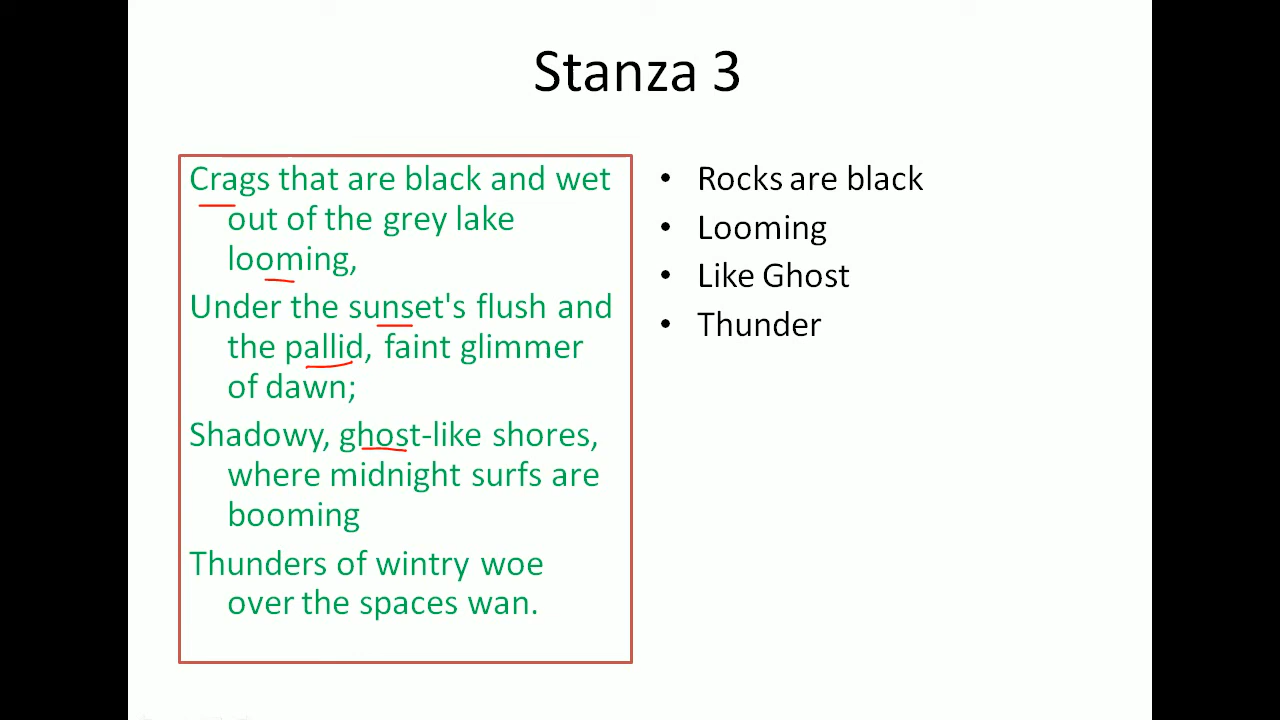 Stanza 3
Crags that are black and wet
out of the grey lake
looming,
Under the sunset's flush and
the pallid, faint glimmer
of dawn;
Shadowy, ghost-like shores,
where midnight surfs are
booming
Thunders of wintry woe
over the spaces wan.
• Rocks are black
• Looming
• Like Ghost
• Thunder